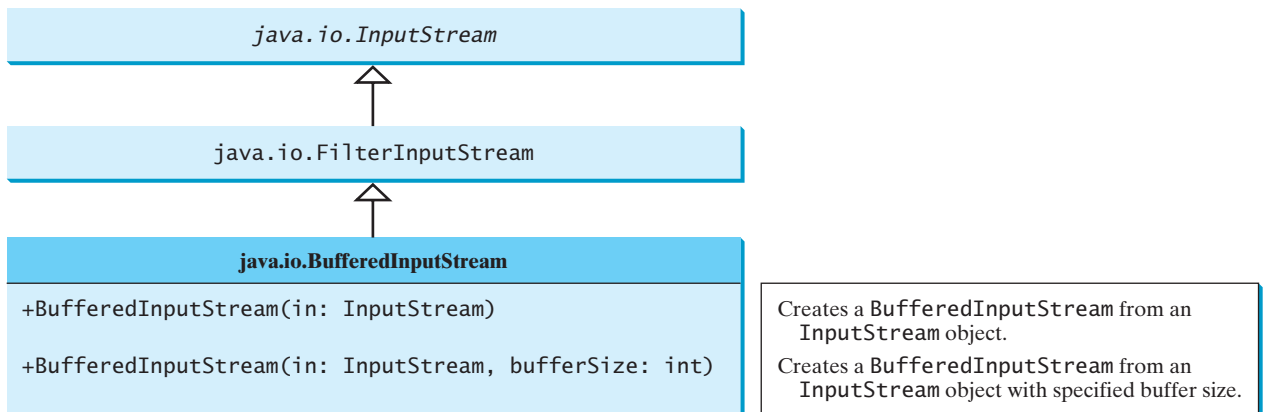 java.io.InputStream
java.io.FilterInputStream
java.io.BufferedInputStream
+BufferedInputStream(in: InputStream)
+BufferedInputStream(in: InputStream, bufferSize: int)
Creates a BufferedInputStream from an
InputStream object.
Creates a BufferedInputStream from an
InputStream object with specified buffer size.